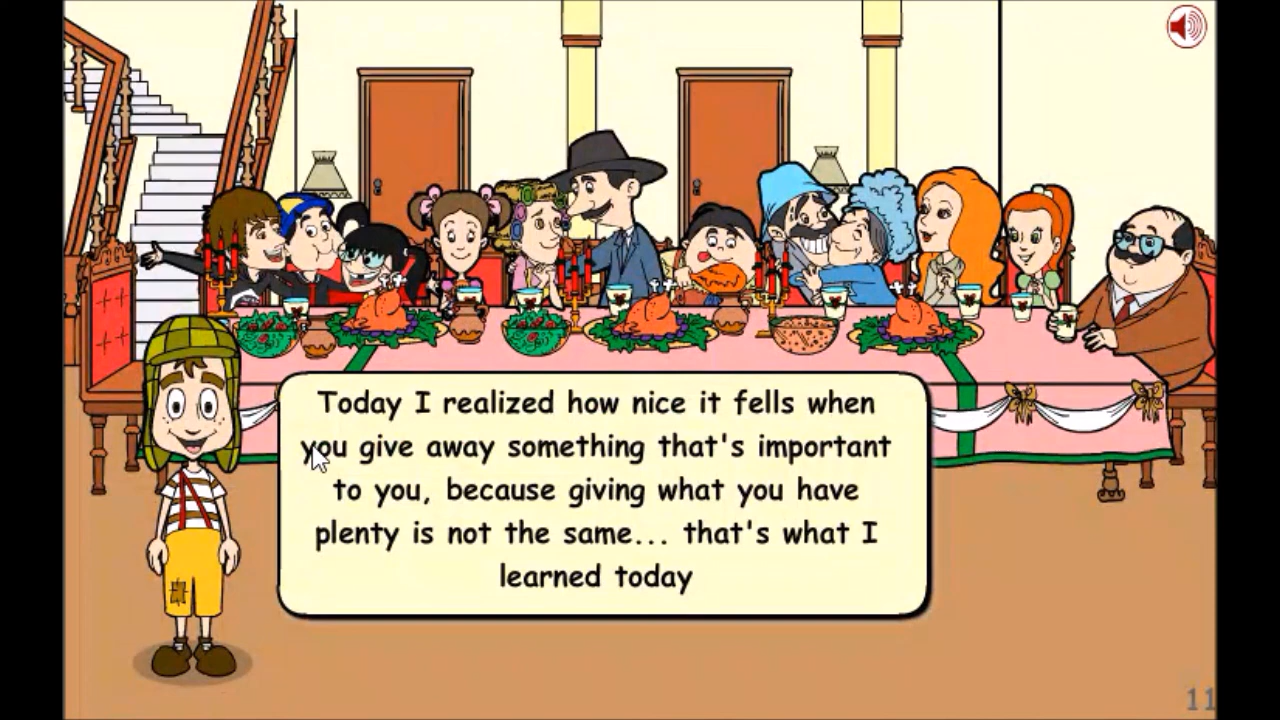 Today I realized how nice it fells when
you give away something that's important
to you, because giving what you have
plenty is not the same... that's what I
learned today
11